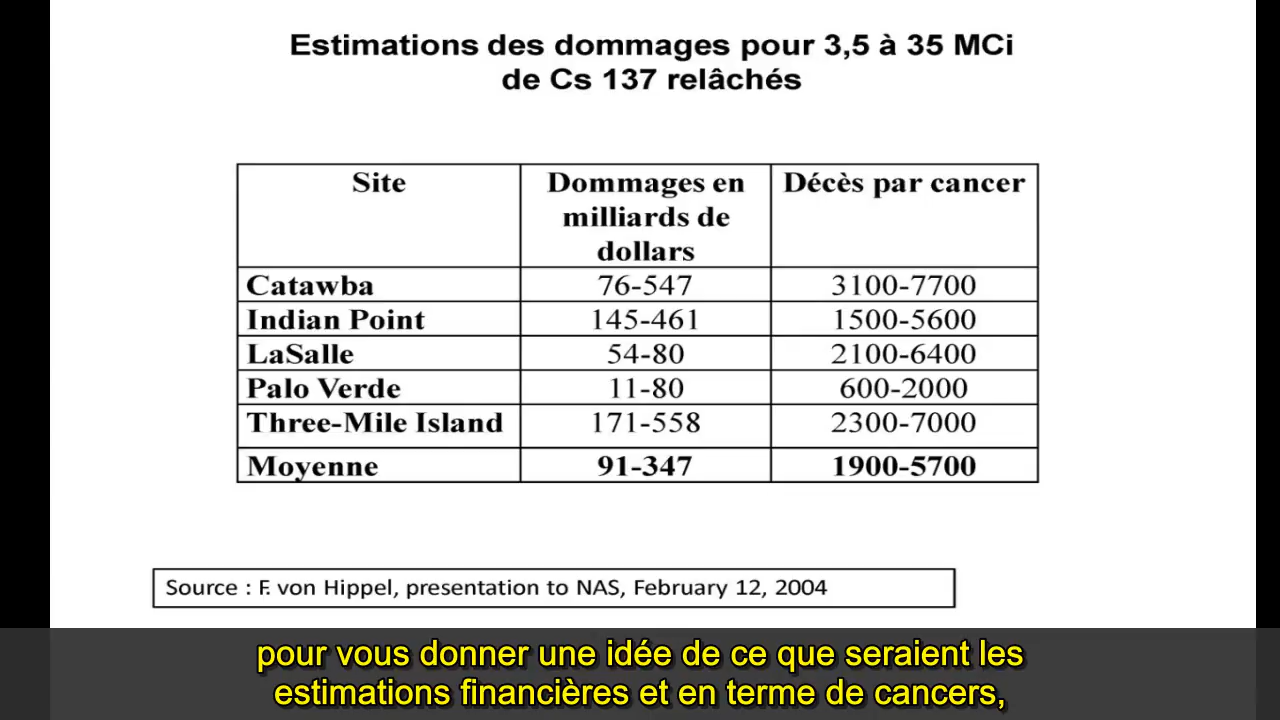 Estimations des dommages pour 3,5 à 35 MCi
de Cs 137 relâchés
Site Dommages en milliards de dollars Décès par cancer
Catawba 76-547 3100-7700
Indian Point 145-461 1500-5600
LaSalle 54-80 2100-6400
Palo Verde 11-80 600-2000
Three-Mile Island 171-558 2300-7000
Moyenne 91-347 1900-5700
Source : F. von Hippel, presentation to NAS, February 12, 2004
pour vous donner une idée de ce que seraient les
estimations financières et en terme de cancers,